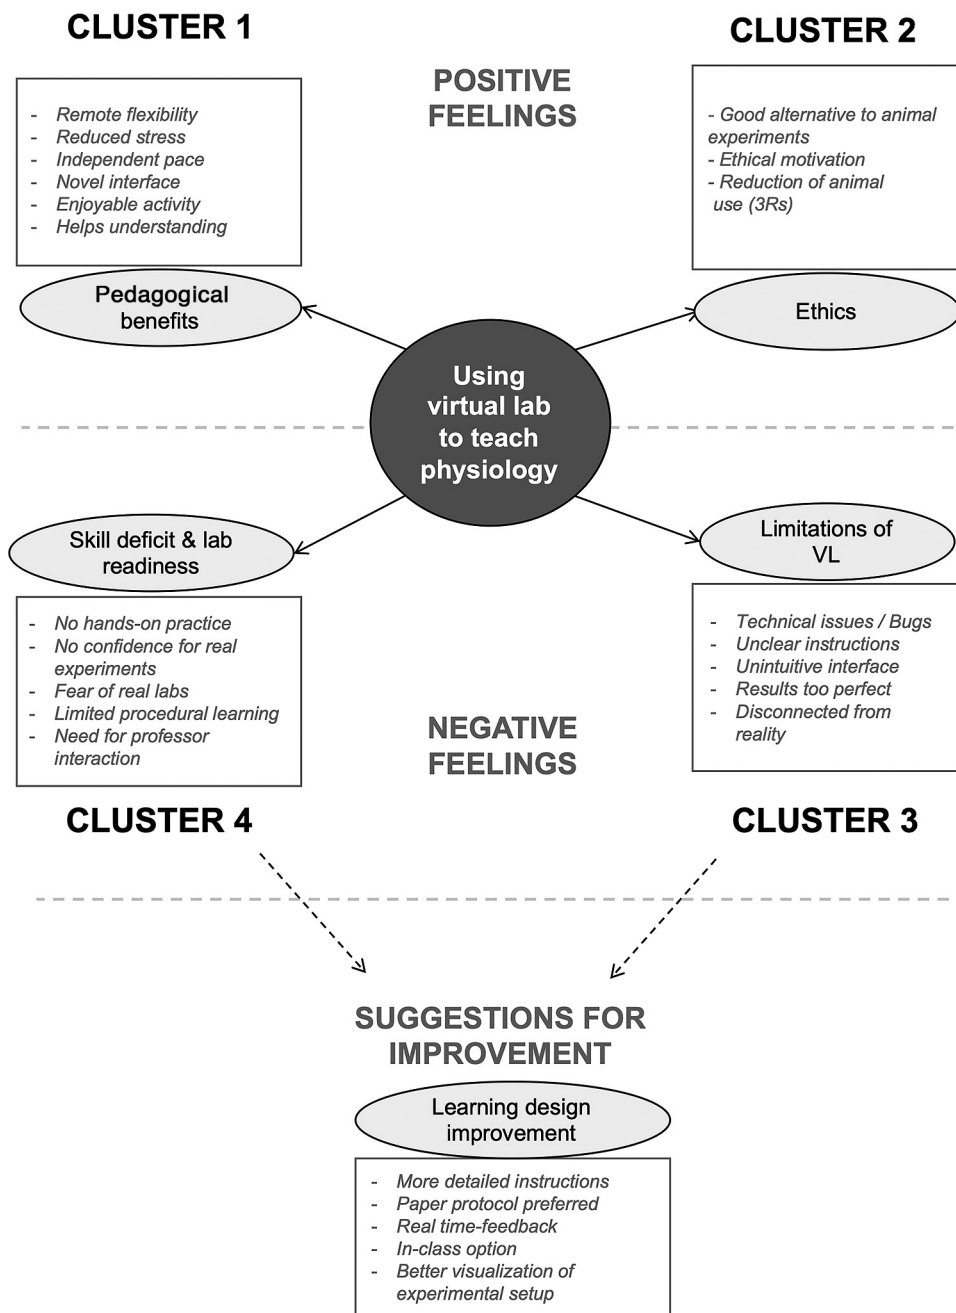 CLUSTER 1
- Remote flexibility
- Reduced stress
- Independent pace
- Novel interface
- Enjoyable activity
- Helps understanding
Pedagogical
benefits
POSITIVE
FEELINGS
CLUSTER 2
- Good alternative to animal
experiments
- Ethical motivation
- Reduction of animal
use (3Rs)
Ethics
Using
virtual lab
to teach
physiology
Skill deficit & lab
readiness
- No hands-on practice
- No confidence for real
experiments
- Fear of real labs
- Limited procedural learning
- Need for professor
interaction
CLUSTER 4
NEGATIVE
FEELINGS
Limitations of
VL
- Technical issues / Bugs
- Unclear instructions
- Unintuitive interface
- Results too perfect
- Disconnected from
reality
CLUSTER 3
SUGGESTIONS FOR
IMPROVEMENT
Learning design
improvement
- More detailed instructions
- Paper protocol preferred
- Real time-feedback
- In-class option
- Better visualization of
experimental setup